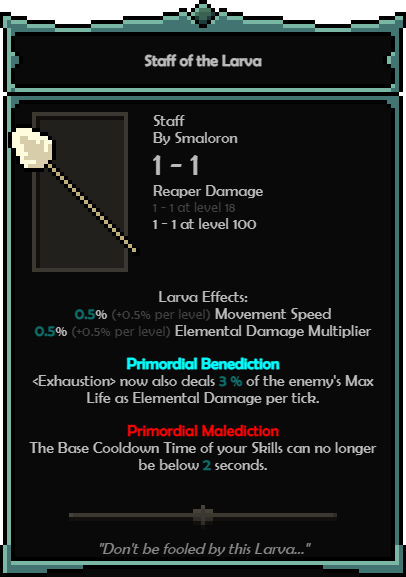 Staff of the Larva
Staff
By Smaloron
1 - 1
Reaper Damage
1 - 1 at level 18
1 - 1 at level 100
Larva Effects:
0.5% (+0.5% per level) Movement Speed
0.5% (+0.5% per level) Elemental Damage Multiplier
Primordial Benediction
<Exhaustion> now also deals 3 % of the enemy's Max
Life as Elemental Damage per tick.
Primordial Malediction
The Base Cooldown Time of your Skills can no longer
be below 2 seconds.
"Don't be fooled by this Larva..."